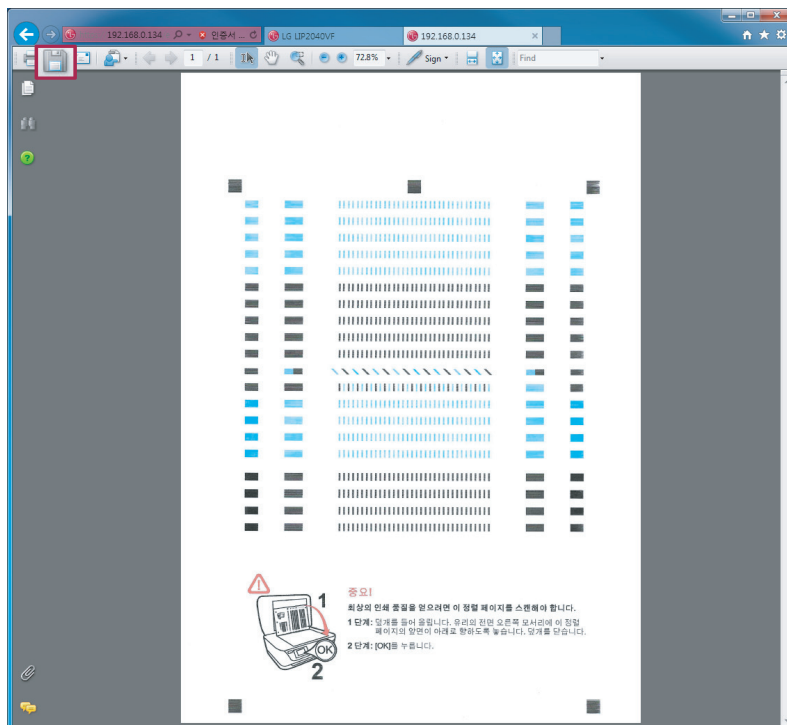 192.168.0.134
인증서 ...
LG LIP2040VF
192.168.0.134
1 / 1
72.8%
Sign
Find
중요!
최상의 인쇄 품질을 얻으려면 이 정렬 페이지를 스캔해야 합니다.
1 단계: 덮개를 들어 올립니다. 유리의 전면 오른쪽 모서리에 이 정렬
페이지의 앞면이 아래로 향하도록 놓습니다. 덮개를 닫습니다.
2 단계: [OK]를 누릅니다.
1
OK
2